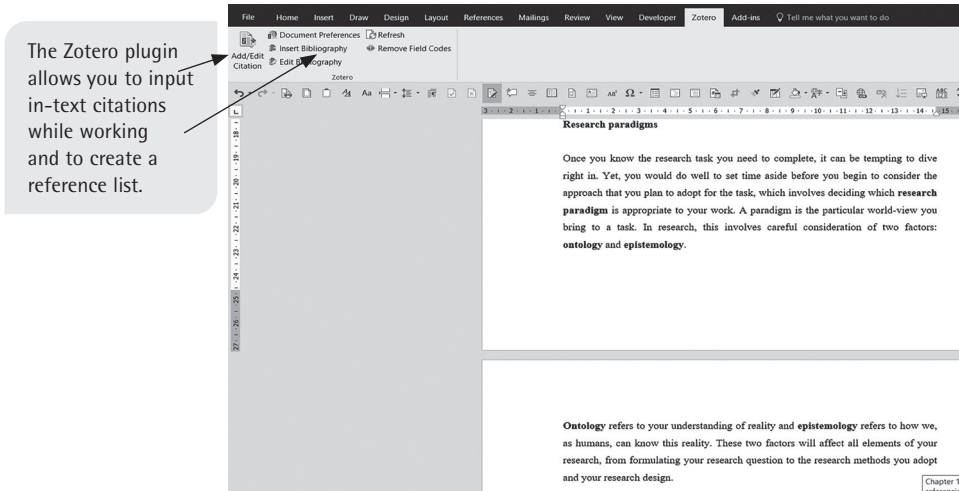 The Zotero plugin
allows you to input
in-text citations
while working
and to create a
reference list.
File Home Insert Draw Design Layout References Mailings Review View Developer Zotero Add-ins Tell me what you want to do
Add/Edit
Citation
Document Preferences Refresh
Insert Bibliography Remove Field Codes
Edit Bibliography
Zotero
Research paradigms
Once you know the research task you need to complete, it can be tempting to dive
right in. Yet, you would do well to set time aside before you begin to consider the
approach that you plan to adopt for the task, which involves deciding which research
paradigm is appropriate to your work. A paradigm is the particular world-view you
bring to a task. In research, this involves careful consideration of two factors:
ontology and epistemology.
Ontology refers to your understanding of reality and epistemology refers to how we,
as humans, can know this reality. These two factors will affect all elements of your
research, from formulating your research question to the research methods you adopt
and your research design.
Chapter 1